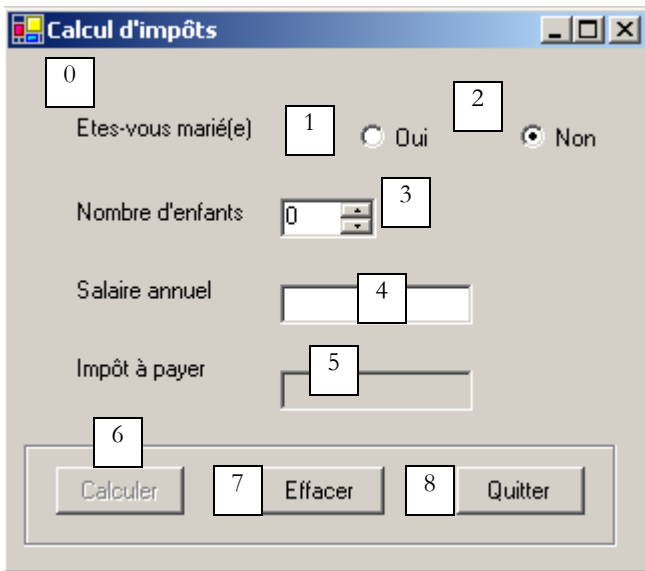 Calcul d'impôts
0
Etes-vous marié(e) 1 Oui 2 Non
Nombre d'enfants 0 3
Salaire annuel 4
Impôt à payer 5
6
Calculer 7 Effacer 8 Quitter